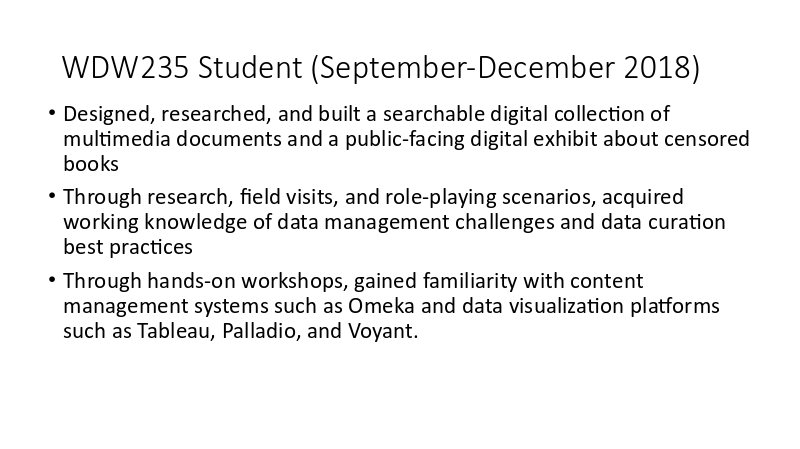 WDW235 Student (September-December 2018)
• Designed, researched, and built a searchable digital collection of
multimedia documents and a public-facing digital exhibit about censored
books
• Through research, field visits, and role-playing scenarios, acquired
working knowledge of data management challenges and data curation
best practices
• Through hands-on workshops, gained familiarity with content
management systems such as Omeka and data visualization platforms
such as Tableau, Palladio, and Voyant.